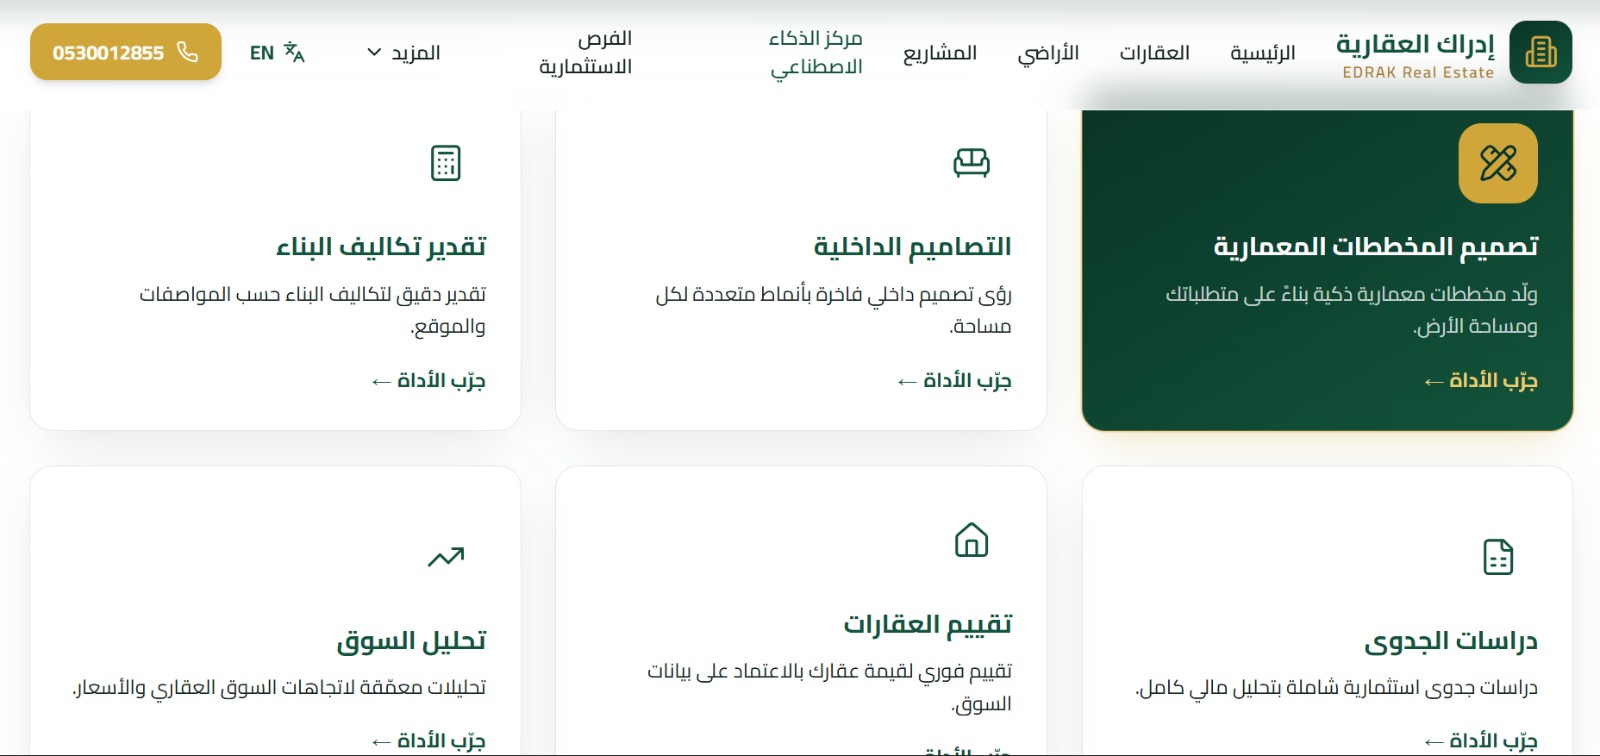 إدراك العقارية
EDRAK Real Estate
الرئيسية
العقارات
الأراضي
المشاريع
مركز الذكاء
الاصطناعي
الفرص
الاستثمارية
المزيد
EN
0530012855
تصميم المخططات المعمارية
ولّد مخططات معمارية ذكية بناءً على متطلباتك
ومساحة الأرض.
جرّب الأداة ←
التصاميم الداخلية
رؤى تصميم داخلي فاخرة بأنماط متعددة لكل
مساحة.
جرّب الأداة ←
تقدير تكاليف البناء
تقدير دقيق لتكاليف البناء حسب المواصفات
والموقع.
جرّب الأداة ←
دراسات الجدوى
دراسات جدوى استثمارية شاملة بتحليل مالي كامل.
جرّب الأداة ←
تقييم العقارات
تقييم فوري لقيمة عقارك بالاعتماد على بيانات
السوق.
تحليل السوق
تحليلات معمّقة لاتجاهات السوق العقاري والأسعار.
جرّب الأداة ←